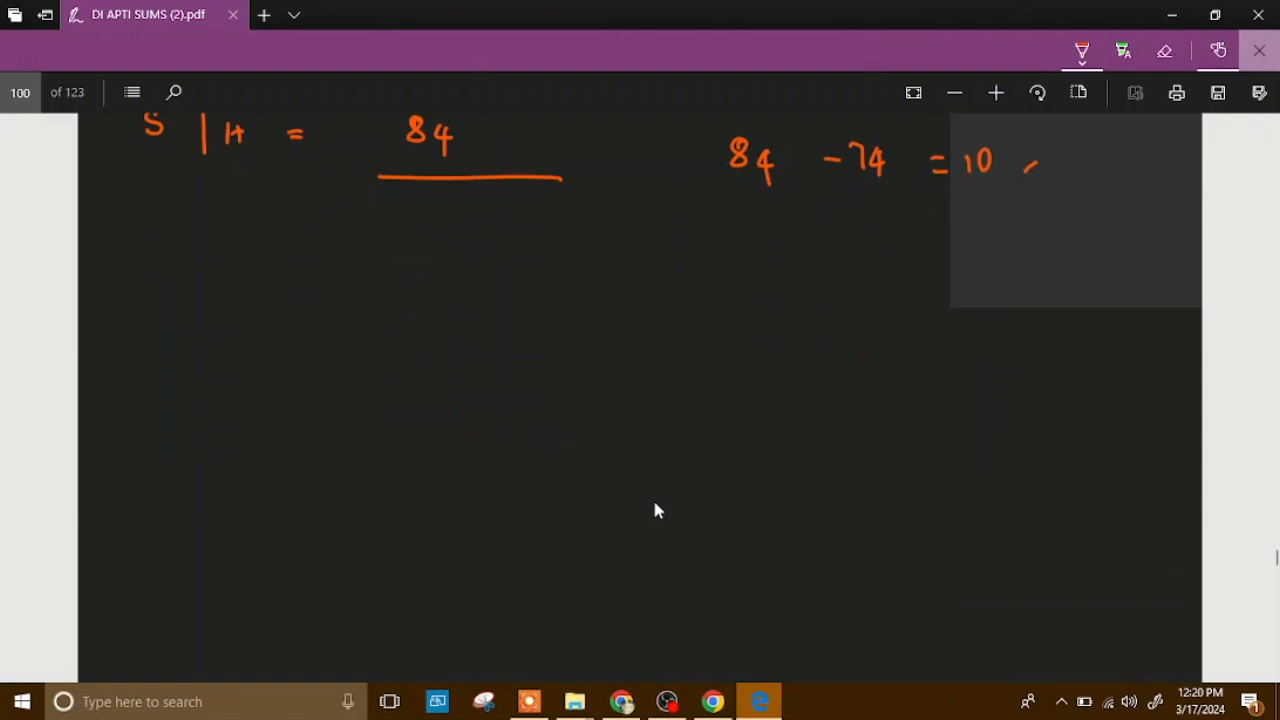 DI APTI SUMS (2).pdf
100 of 123
S | H = 84
84 - 74 = 10
Type here to search
12:20 PM
3/17/2024